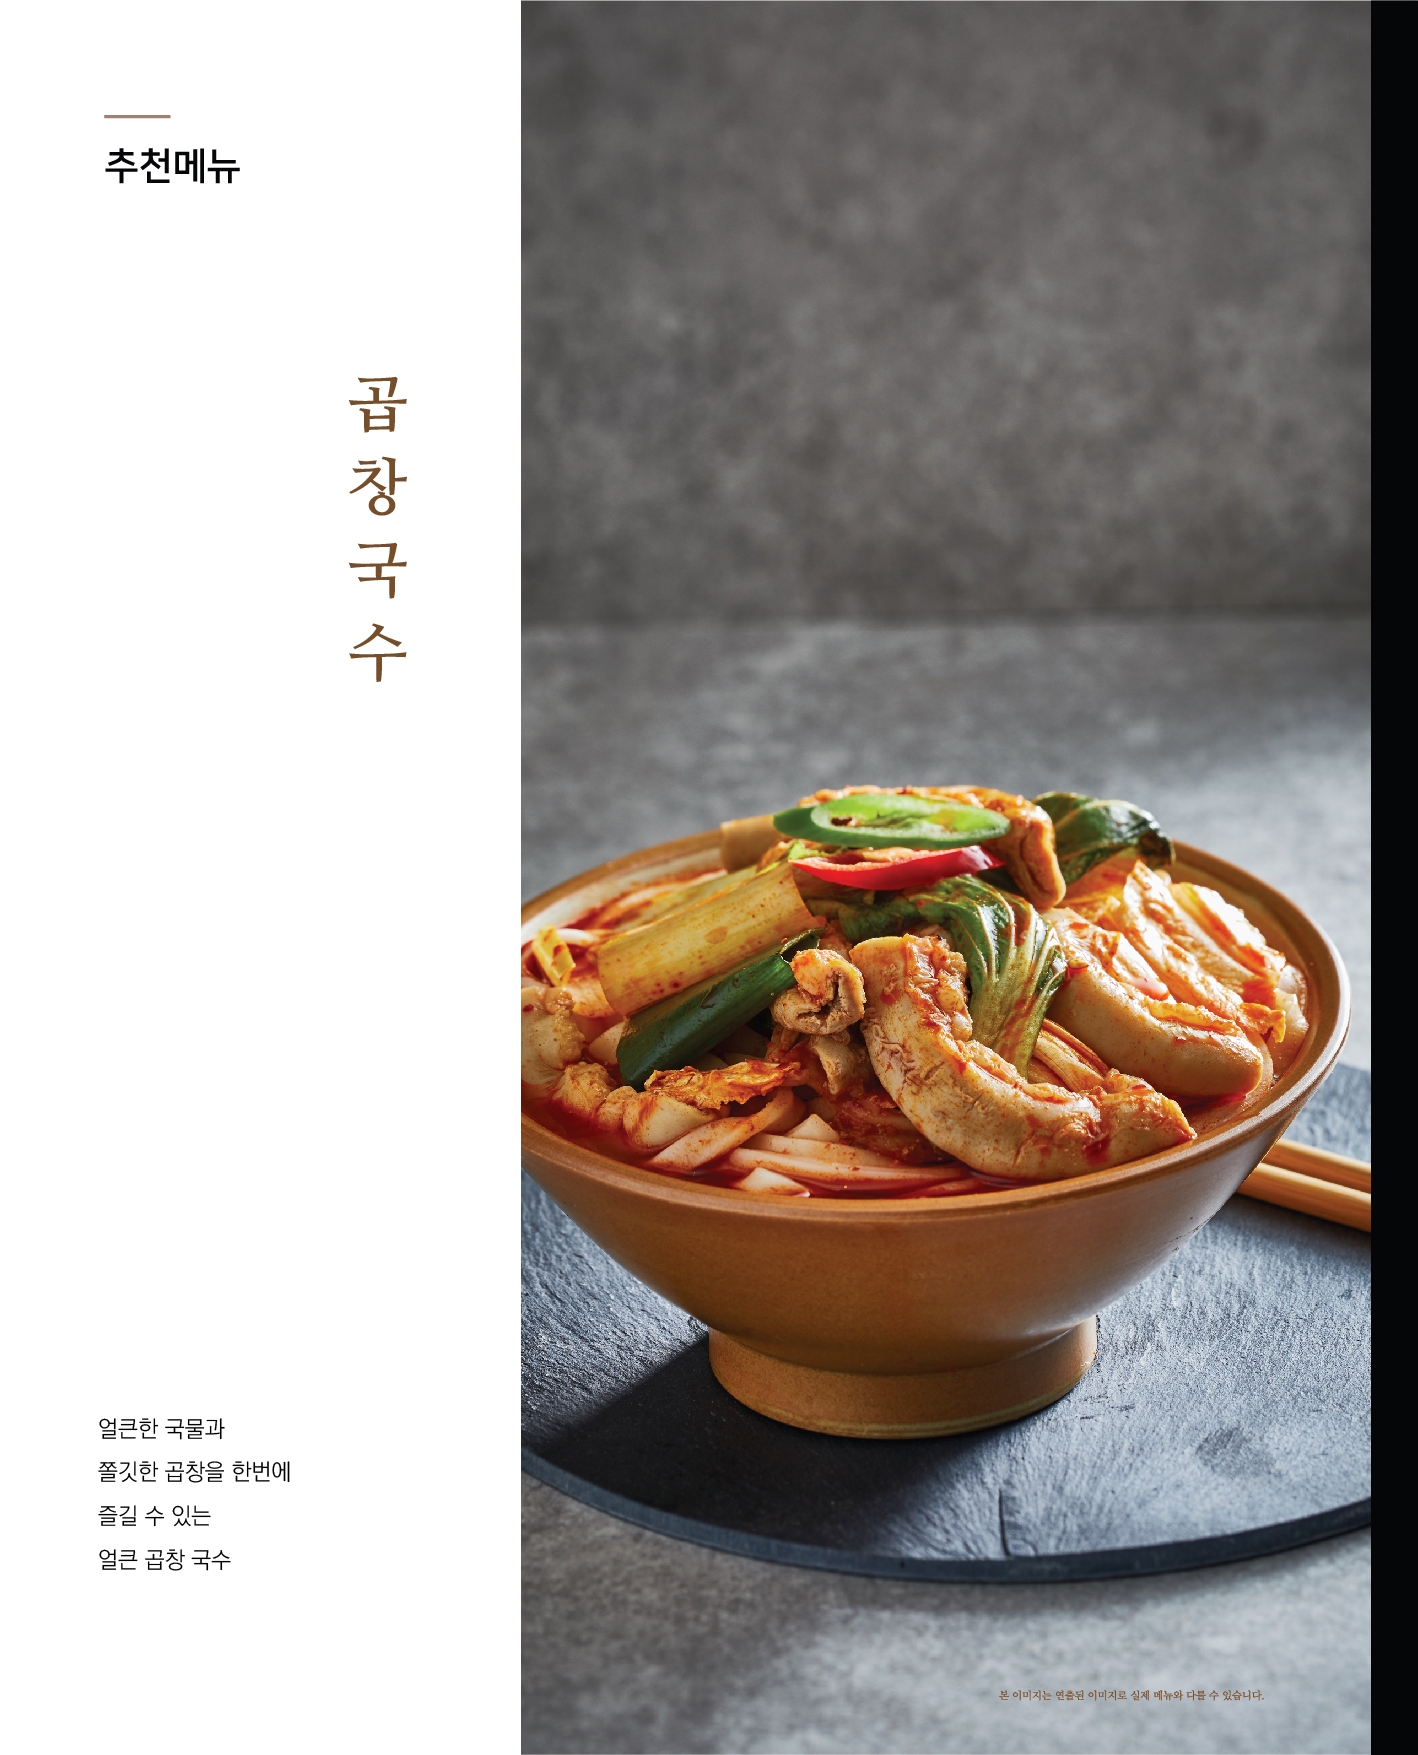 추천메뉴
곱창국수
얼큰한 국물과
쫄깃한 곱창을 한번에
즐길 수 있는
얼큰 곱창 국수
본 이미지는 연출된 이미지로 실제 메뉴와 다를 수 있습니다.